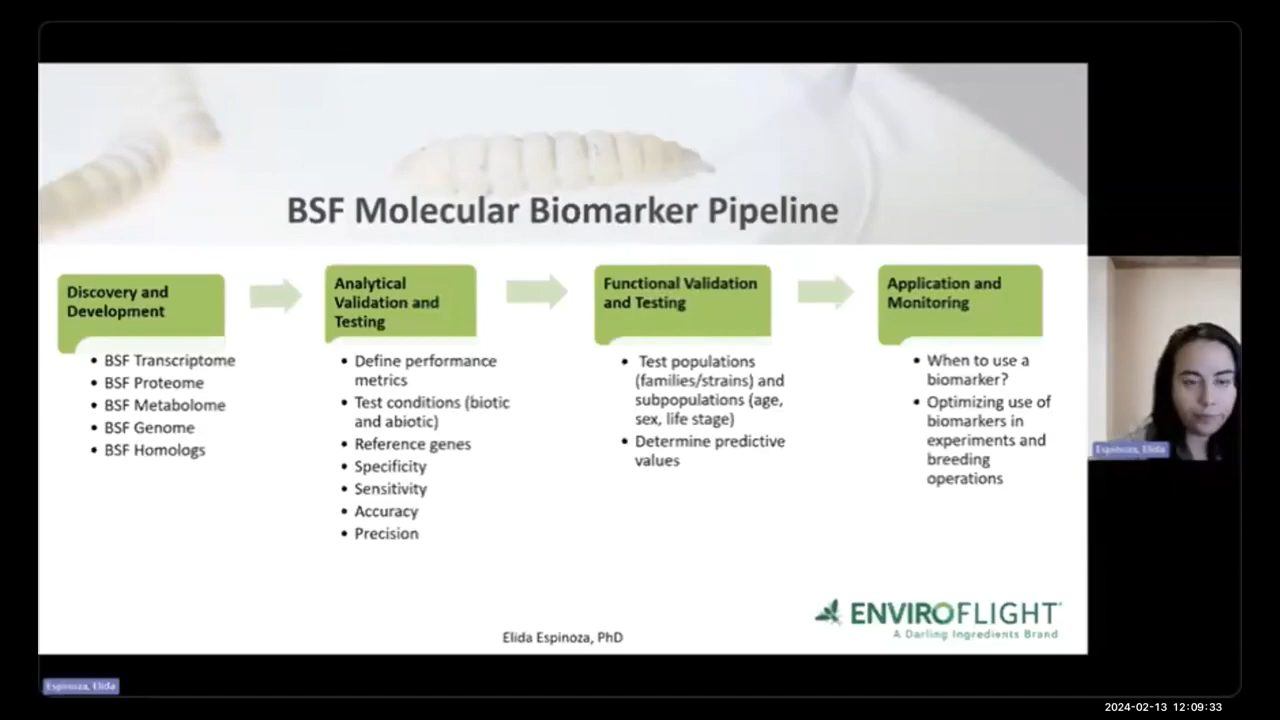 BSF Molecular Biomarker Pipeline
Discovery and
Development
• BSF Transcriptome
• BSF Proteome
• BSF Metabolome
• BSF Genome
• BSF Homologs
Analytical
Validation and
Testing
• Define performance
metrics
• Test conditions (biotic
and abiotic)
• Reference genes
• Specificity
• Sensitivity
• Accuracy
• Precision
Functional Validation
and Testing
• Test populations
(families/strains) and
subpopulations (age,
sex, life stage)
• Determine predictive
values
Application and
Monitoring
• When to use a
biomarker?
• Optimizing use of
biomarkers in
experiments and
breeding
operations
Espinoza, Elida
ENVIROFLIGHT
A Darling Ingredients Brand
Elida Espinoza, PhD
Espinoza, Elida
2024-02-13 12:09:33